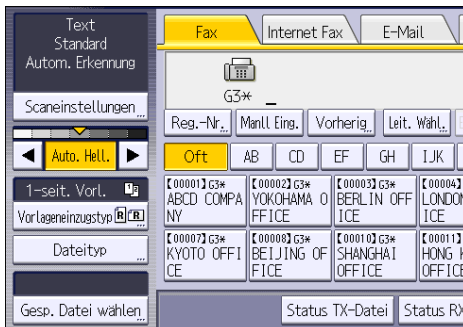 Text
Standard
Autom. Erkennung
Scaneinstellungen
Auto. Hell.
1-seit. Vorl.
Vorlageneinzugstyp
Dateityp
Gesp. Datei wählen
Fax
Internet Fax
E-Mail
G3* _
Reg.-Nr.
Manll Eing.
Vorherig.
Leit. Wähl.
Oft
AB
CD
EF
GH
IJK
【00001】G3*
ABCD COMPA
NY
【00002】G3*
YOKOHAMA O
FFICE
【00003】G3*
BERLIN OFF
ICE
【00004】
LONDON
ICE
【00007】G3*
KYOTO OFFI
CE
【00008】G3*
BEIJING OF
FICE
【00010】G3*
SHANGHAI
OFFICE
【00011】
HONG
OFFICE
Status TX-Datei
Status RX